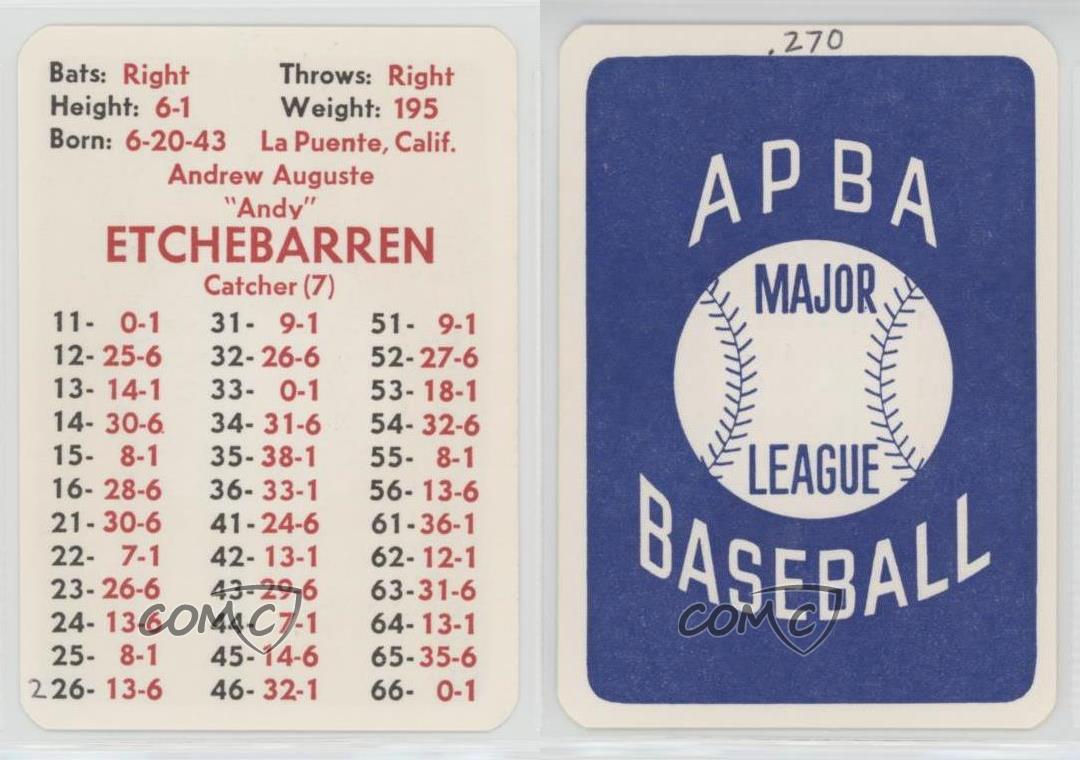 Bats: Right Throws: Right
Height: 6-1 Weight: 195
Born: 6-20-43 La Puente, Calif.
Andrew Auguste
"Andy"
ETCHEBARREN
Catcher (7)
11- 0-1 31- 9-1 51- 9-1
12- 25-6 32- 26-6 52- 27-6
13- 14-1 33- 0-1 53- 18-1
14- 30-6 34- 31-6 54- 32-6
15- 8-1 35- 38-1 55- 8-1
16- 28-6 36- 33-1 56- 13-6
21- 30-6 41- 24-6 61- 36-1
22- 7-1 42- 13-1 62- 12-1
23- 26-6 43- 29-6 63- 31-6
24- 13-6 44- 7-1 64- 13-1
25- 8-1 45- 14-6 65- 35-6
2 26- 13-6 46- 32-1 66- 0-1
COMC
.270
APBA
MAJOR
LEAGUE
BASEBALL
COMC